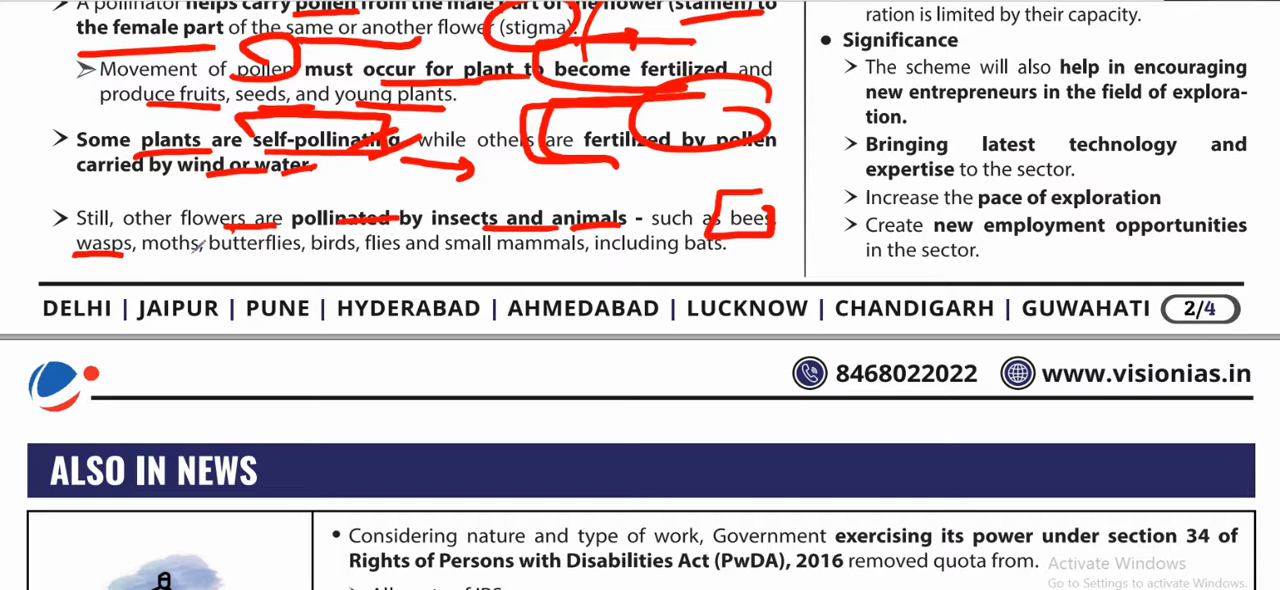 A pollinator helps carry pollen from the male part of the flower (stamen) to
the female part of the same or another flower (stigma).
➢ Movement of pollen must occur for plant to become fertilized and
produce fruits, seeds, and young plants.
➢ Some plants are self-pollinating, while others are fertilized by pollen
carried by wind or water.
➢ Still, other flowers are pollinated by insects and animals - such as bees,
wasps, moths, butterflies, birds, flies and small mammals, including bats.
ration is limited by their capacity.
● Significance
➢ The scheme will also help in encouraging
new entrepreneurs in the field of explora-
tion.
➢ Bringing latest technology and
expertise to the sector.
➢ Increase the pace of exploration
➢ Create new employment opportunities
in the sector.
DELHI | JAIPUR | PUNE | HYDERABAD | AHMEDABAD | LUCKNOW | CHANDIGARH | GUWAHATI 2/4
8468022022 www.visionias.in
ALSO IN NEWS
• Considering nature and type of work, Government exercising its power under section 34 of
Rights of Persons with Disabilities Act (PwDA), 2016 removed quota from.
Activate Windows
Go to Settings to activate Windows.